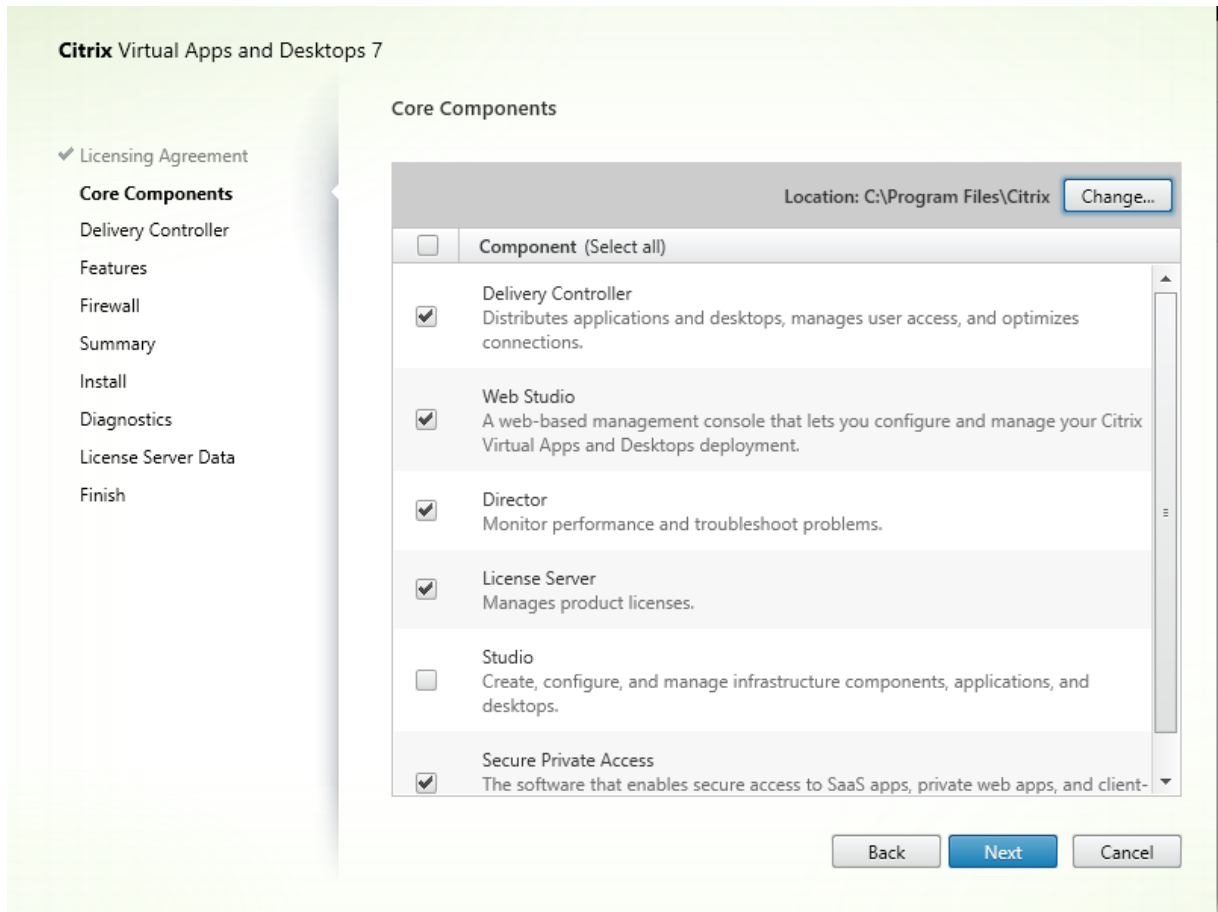 Citrix Virtual Apps and Desktops 7
Licensing Agreement
Core Components
Delivery Controller
Features
Firewall
Summary
Install
Diagnostics
License Server Data
Finish
Core Components
Location: C:\Program Files\Citrix Change...
Component (Select all)
Delivery Controller
Distributes applications and desktops, manages user access, and optimizes
connections.
Web Studio
A web-based management console that lets you configure and manage your Citrix
Virtual Apps and Desktops deployment.
Director
Monitor performance and troubleshoot problems.
License Server
Manages product licenses.
Studio
Create, configure, and manage infrastructure components, applications, and
desktops.
Secure Private Access
The software that enables secure access to SaaS apps, private web apps, and client-
Back Next Cancel